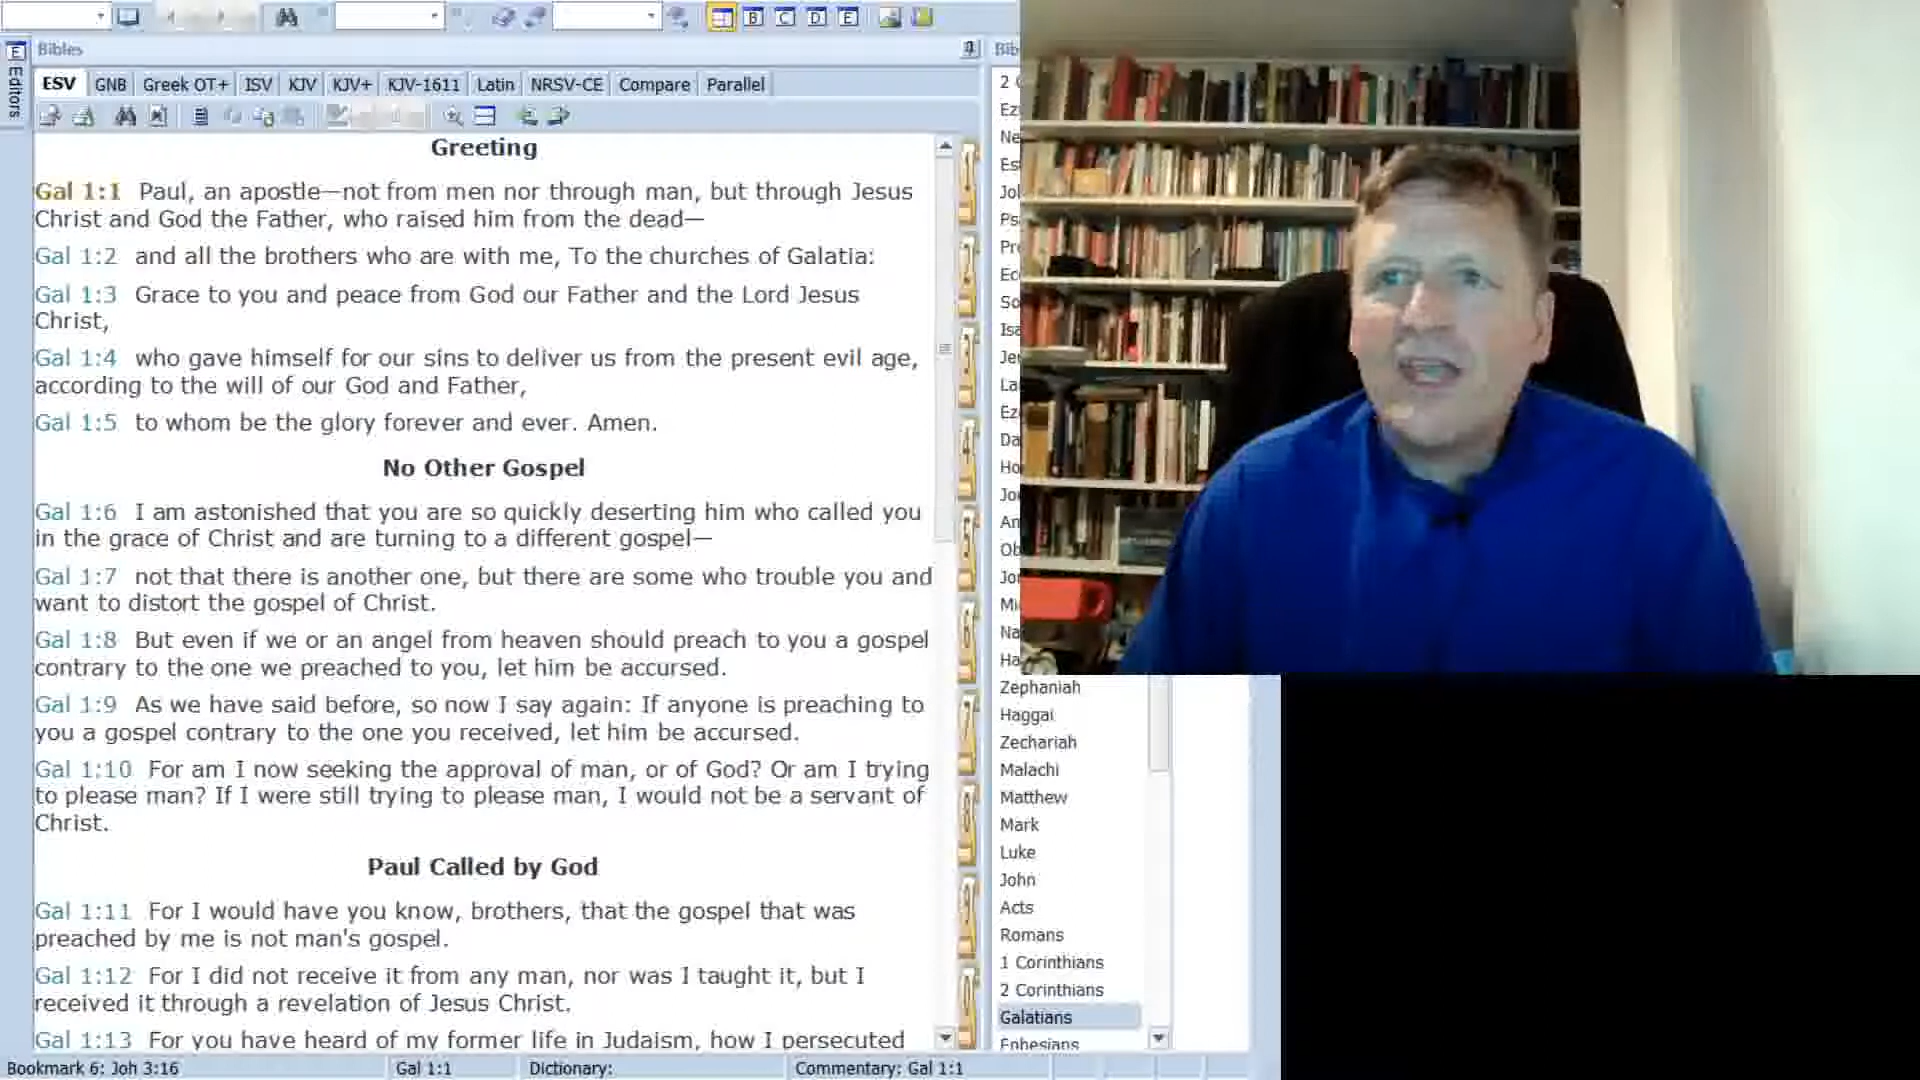 B
C
D
E
E
Editors
Bibles
ESV
GNB
Greek OT+
ISV
KJV
KJV+
KJV-1611
Latin
NRSV-CE
Compare
Parallel
Greeting
Gal 1:1 Paul, an apostle—not from men nor through man, but through Jesus
Christ and God the Father, who raised him from the dead—
Gal 1:2 and all the brothers who are with me, To the churches of Galatia:
Gal 1:3 Grace to you and peace from God our Father and the Lord Jesus
Christ,
Gal 1:4 who gave himself for our sins to deliver us from the present evil age,
according to the will of our God and Father,
Gal 1:5 to whom be the glory forever and ever. Amen.
No Other Gospel
Gal 1:6 I am astonished that you are so quickly deserting him who called you
in the grace of Christ and are turning to a different gospel—
Gal 1:7 not that there is another one, but there are some who trouble you and
want to distort the gospel of Christ.
Gal 1:8 But even if we or an angel from heaven should preach to you a gospel
contrary to the one we preached to you, let him be accursed.
Gal 1:9 As we have said before, so now I say again: If anyone is preaching to
you a gospel contrary to the one you received, let him be accursed.
Gal 1:10 For am I now seeking the approval of man, or of God? Or am I trying
to please man? If I were still trying to please man, I would not be a servant of
Christ.
Paul Called by God
Gal 1:11 For I would have you know, brothers, that the gospel that was
preached by me is not man's gospel.
Gal 1:12 For I did not receive it from any man, nor was I taught it, but I
received it through a revelation of Jesus Christ.
Gal 1:13 For you have heard of my former life in Judaism, how I persecuted
Zephaniah
Haggai
Zechariah
Malachi
Matthew
Mark
Luke
John
Acts
Romans
1 Corinthians
2 Corinthians
Galatians
Ephesians
Bookmark 6: Joh 3:16
Gal 1:1
Dictionary:
Commentary: Gal 1:1